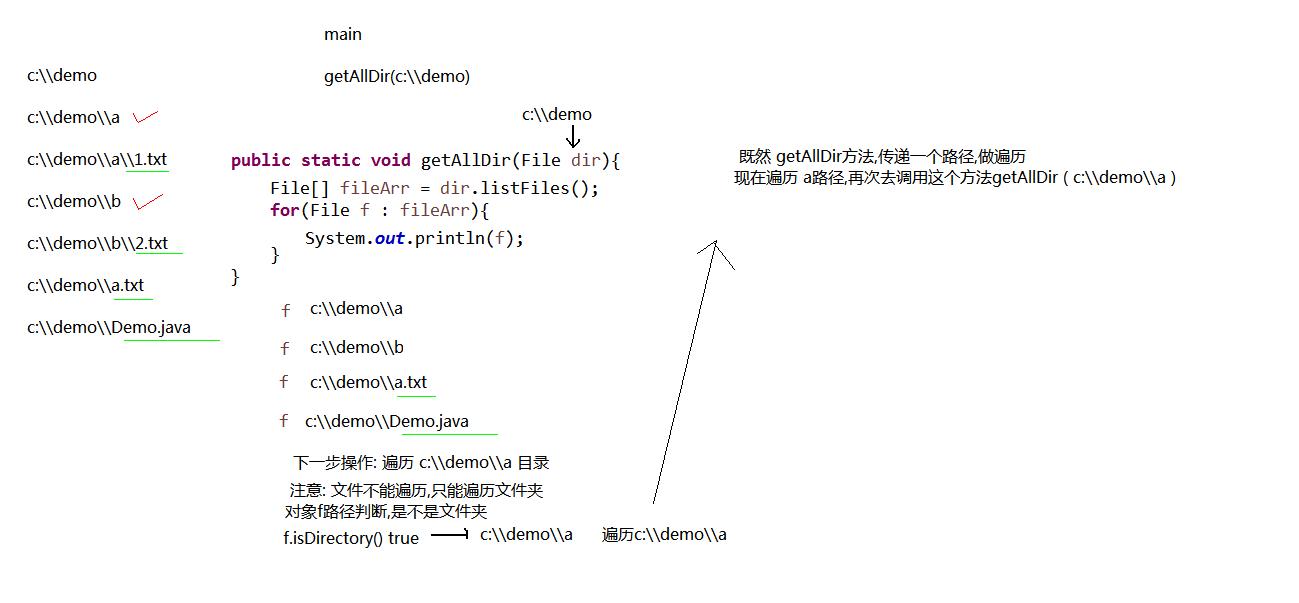 main
c:\\demo
getAllDir(c:\\demo)
c:\\demo\\a
c:\\demo\\a\\1.txt
c:\\demo\\b
c:\\demo\\b\\2.txt
c:\\demo\\a.txt
c:\\demo\\Demo.java
c:\\demo
public static void getAllDir(File dir){
File[] fileArr = dir.listFiles();
for(File f : fileArr){
System.out.println(f);
}
}
f c:\\demo\\a
f c:\\demo\\b
f c:\\demo\\a.txt
f c:\\demo\\Demo.java
下一步操作: 遍历 c:\\demo\\a 目录
注意: 文件不能遍历,只能遍历文件夹
对象f路径判断,是不是文件夹
f.isDirectory() true c:\\demo\\a 遍历c:\\demo\\a
既然 getAllDir方法,传递一个路径,做遍历
现在遍历 a路径,再次去调用这个方法getAllDir ( c:\\demo\\a )